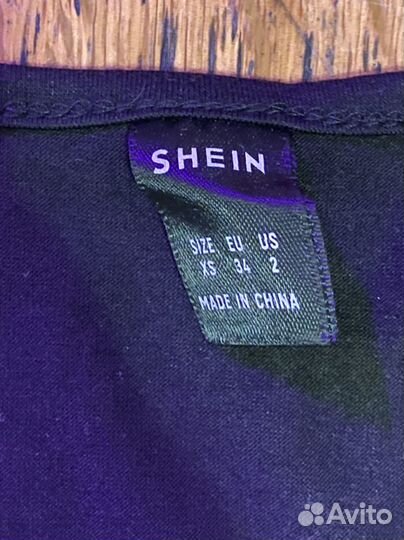 SHEIN
SIZE EU US
XS 34 2
MADE IN CHINA
Avito